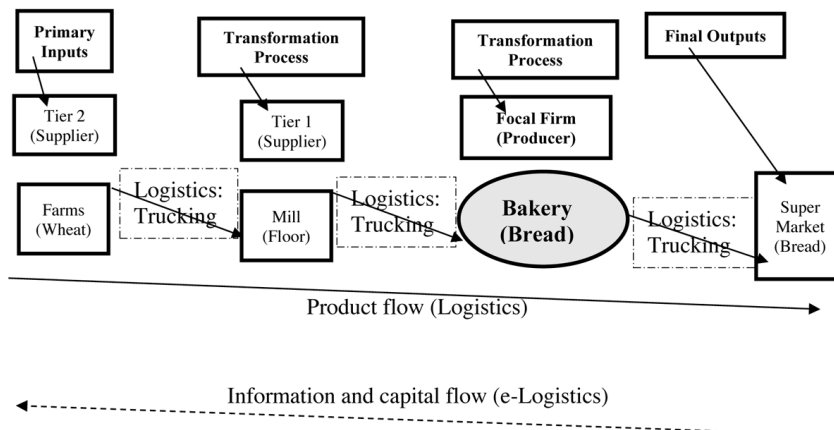 Primary
Inputs
Transformation
Process
Transformation
Process
Final Outputs
Tier 2
(Supplier)
Tier 1
(Supplier)
Focal Firm
(Producer)
Farms
(Wheat)
Logistics:
Trucking
Mill
(Floor)
Logistics:
Trucking
Bakery
(Bread)
Logistics:
Trucking
Super
Market
(Bread)
Product flow (Logistics)
Information and capital flow (e-Logistics)